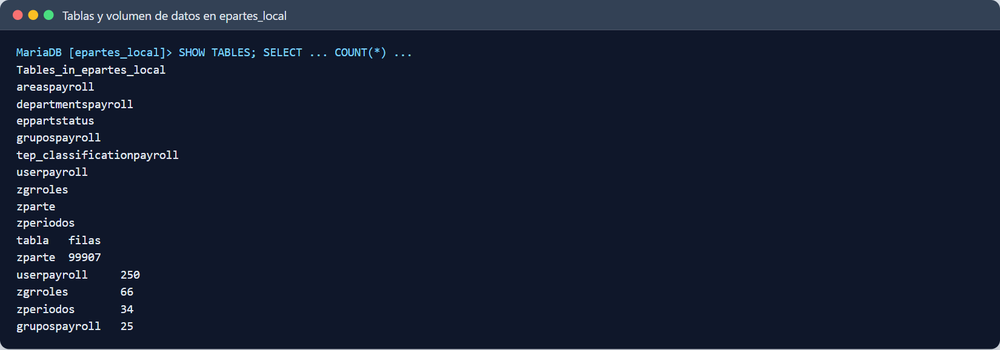 Tablas y volumen de datos en epartes_local
MariaDB [epartes_local]> SHOW TABLES; SELECT ... COUNT(*) ...
Tables_in_epartes_local
areaspayroll
departmentspayroll
eppartstatus
grupospayroll
tep_classificationpayroll
userpayroll
zgrroles
zparte
zperiodos
tabla	filas
zparte	99907
userpayroll	250
zgrroles	66
zperiodos	34
grupospayroll	25